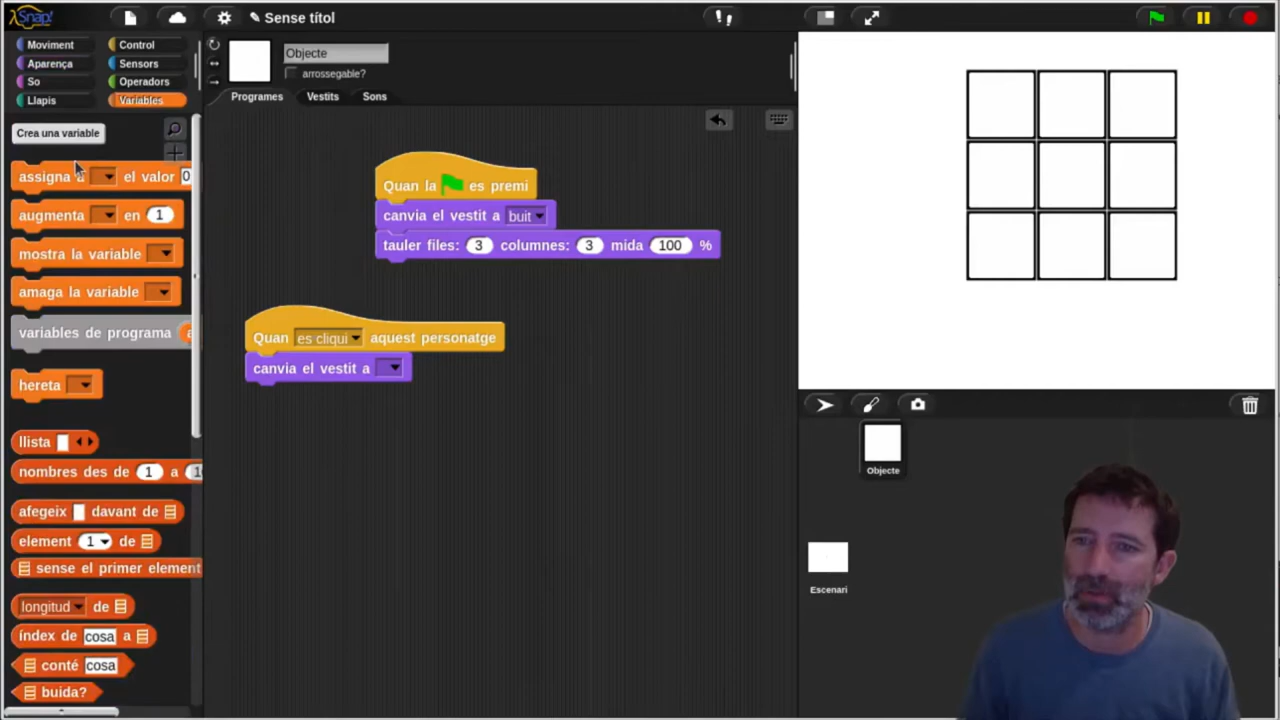 Snap!
Sense títol
Moviment
Control
Aparença
Sensors
So
Operadors
Llapis
Variables
Crea una variable
assigna a el valor 0
augmenta en 1
mostra la variable
amaga la variable
variables de programa
hereta
llista
nombres des de 1 a
afegeix davant de
element 1 de
sense el primer element
longitud de
índex de cosa a
conté cosa
buida?
Objecte
arrossegable?
Programes Vestits Sons
Quan la es premi
canvia el vestit a buit
tauler files: 3 columnes: 3 mida 100 %
Quan es cliqui aquest personatge
canvia el vestit a
Objecte
Escenari